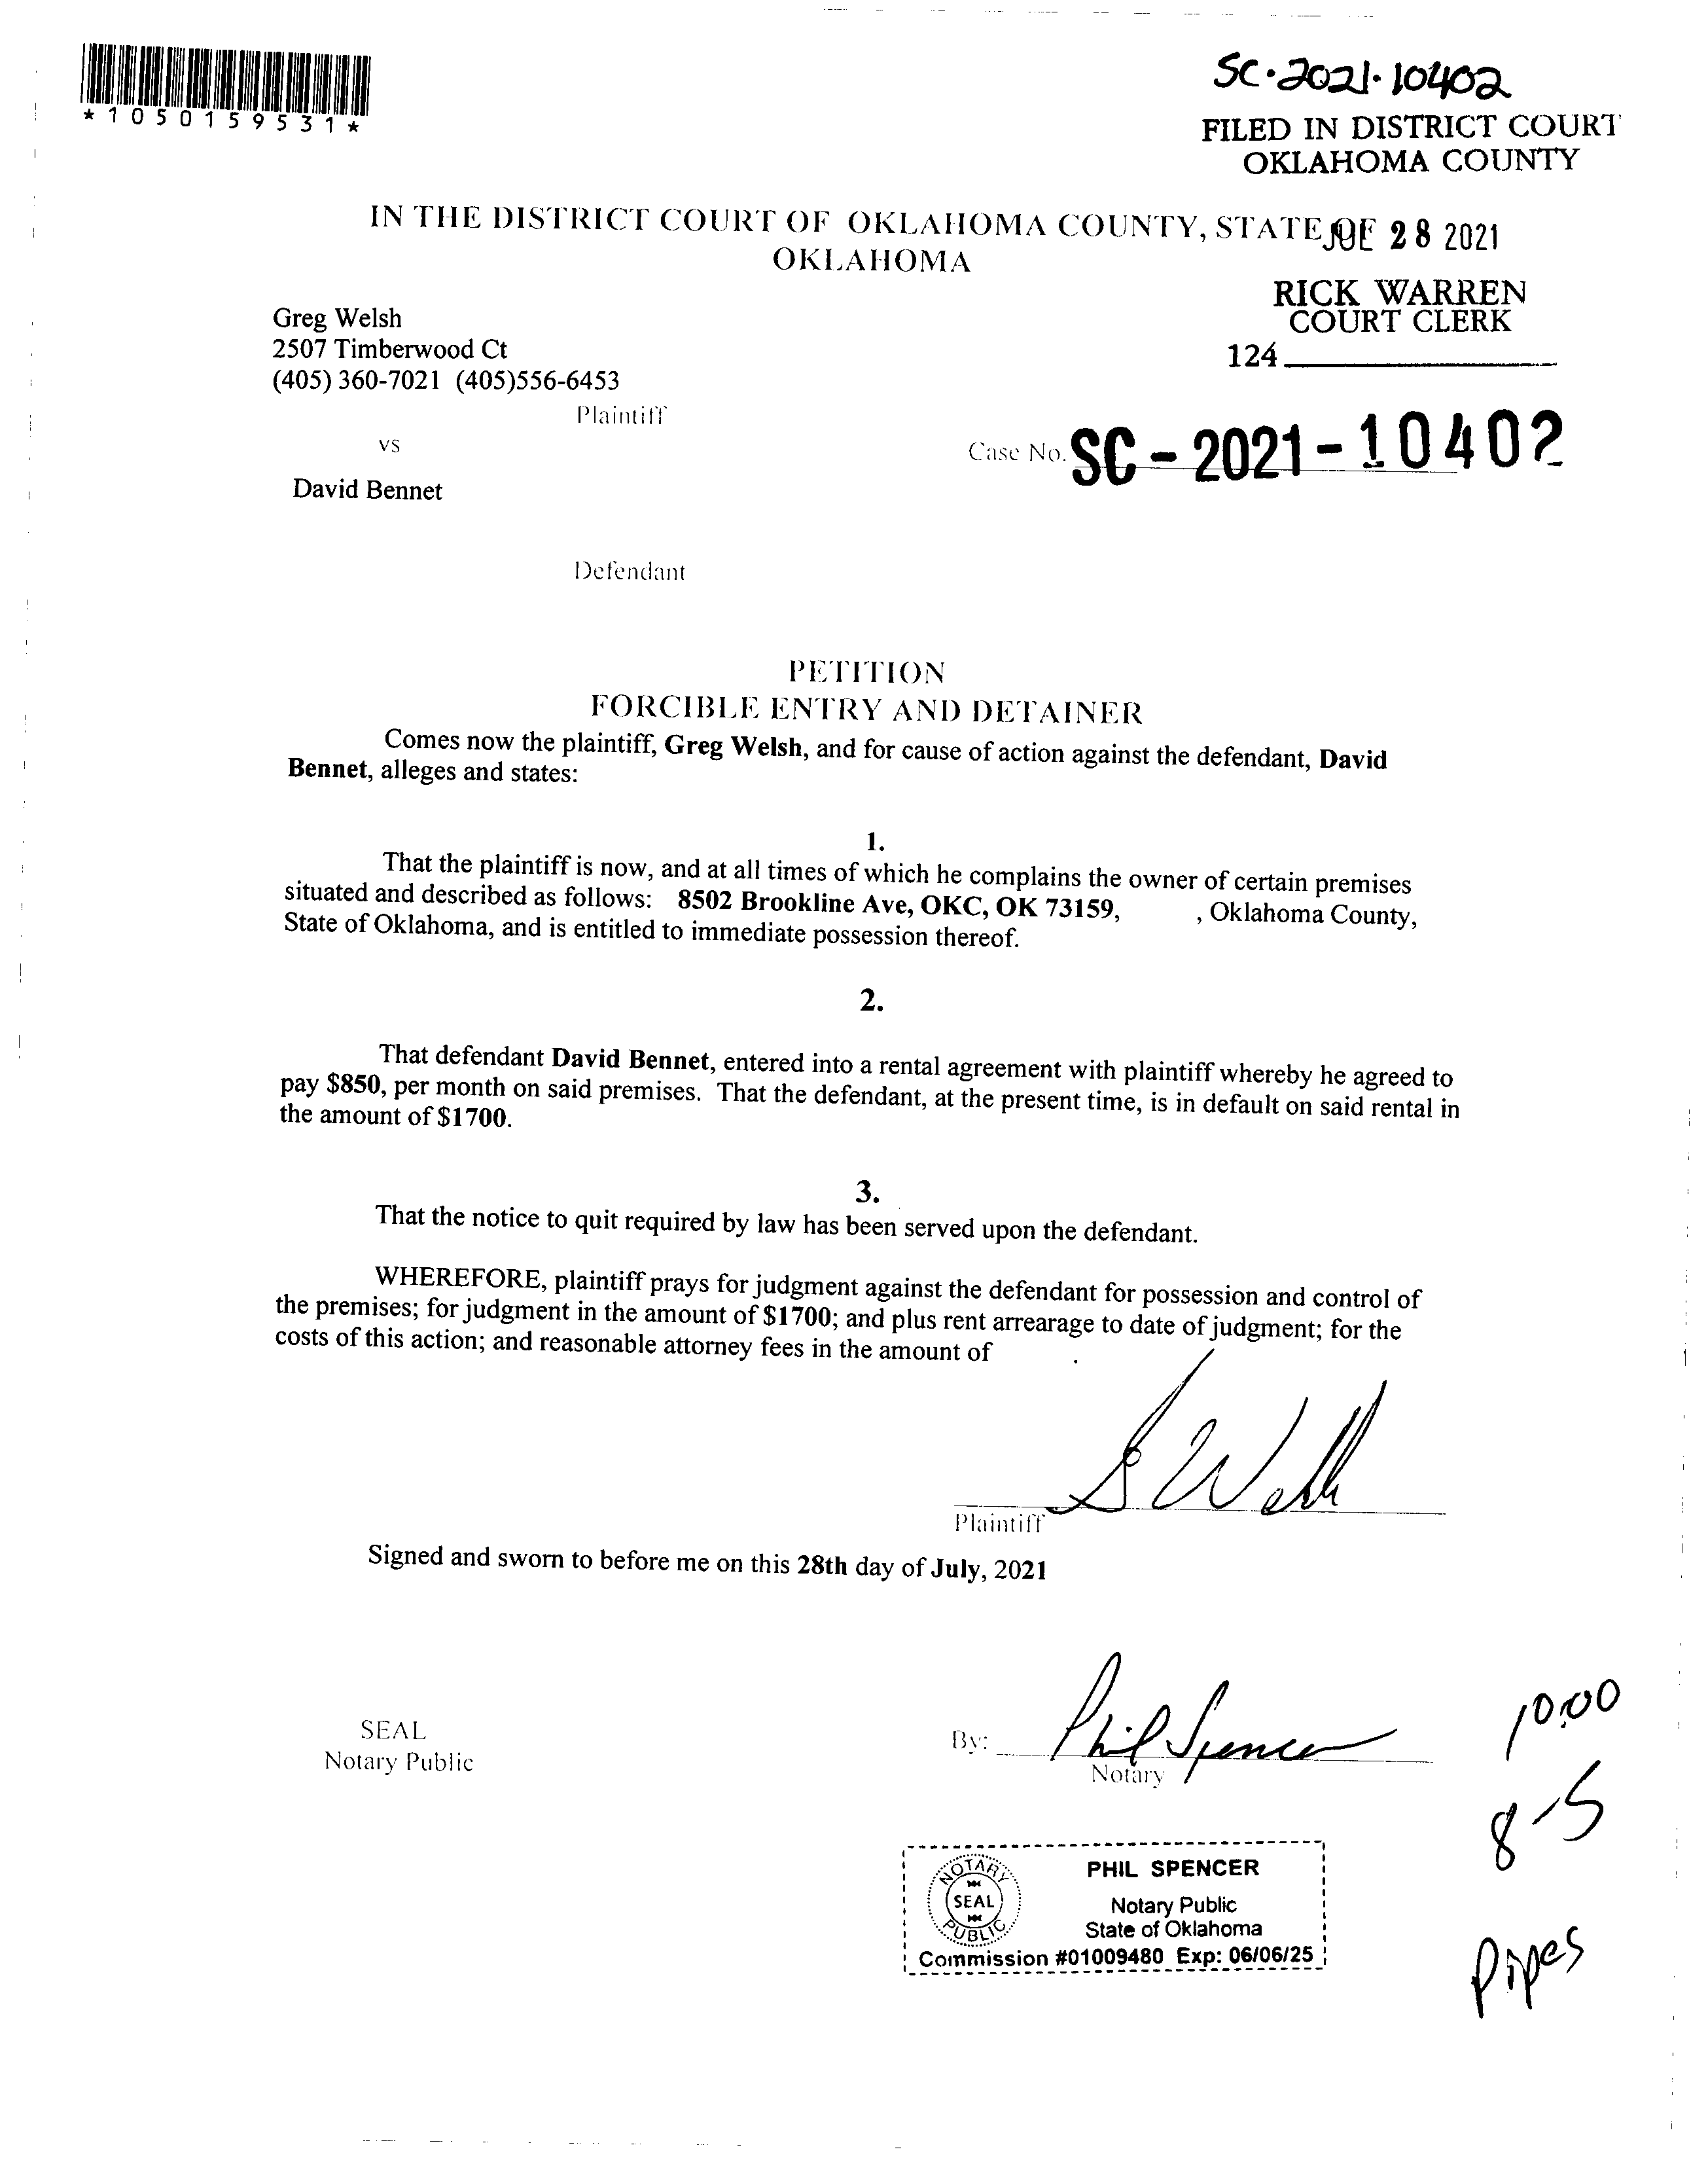 *1050159531*
SC·2021·10402
FILED IN DISTRICT COURT
OKLAHOMA COUNTY
IN THE DISTRICT COURT OF OKLAHOMA COUNTY, STATE OF
28 2021
OKLAHOMA
RICK WARREN
COURT CLERK
124
Greg Welsh
2507 Timberwood Ct
(405) 360-7021 (405)556-6453
Plaintiff
vs
Case No. SC-2021-10402
David Bennet
Defendant
PETITION
FORCIBLE ENTRY AND DETAINER
Comes now the plaintiff, Greg Welsh, and for cause of action against the defendant, David
Bennet, alleges and states:
1.
That the plaintiff is now, and at all times of which he complains the owner of certain premises
situated and described as follows: 8502 Brookline Ave, OKC, OK 73159, , Oklahoma County,
State of Oklahoma, and is entitled to immediate possession thereof.
2.
That defendant David Bennet, entered into a rental agreement with plaintiff whereby he agreed to
pay $850, per month on said premises. That the defendant, at the present time, is in default on said rental in
the amount of $1700.
3.
That the notice to quit required by law has been served upon the defendant.
WHEREFORE, plaintiff prays for judgment against the defendant for possession and control of
the premises; for judgment in the amount of $1700; and plus rent arrearage to date of judgment; for the
costs of this action; and reasonable attorney fees in the amount of .
G Welsh
Plaintiff
Signed and sworn to before me on this 28th day of July, 2021
SEAL
Notary Public
By: Phil Spencer
Notary
10:00
8-5
Pipes
NOTARY
SEAL
PUBLIC
PHIL SPENCER
Notary Public
State of Oklahoma
Commission #01009480 Exp: 06/06/25